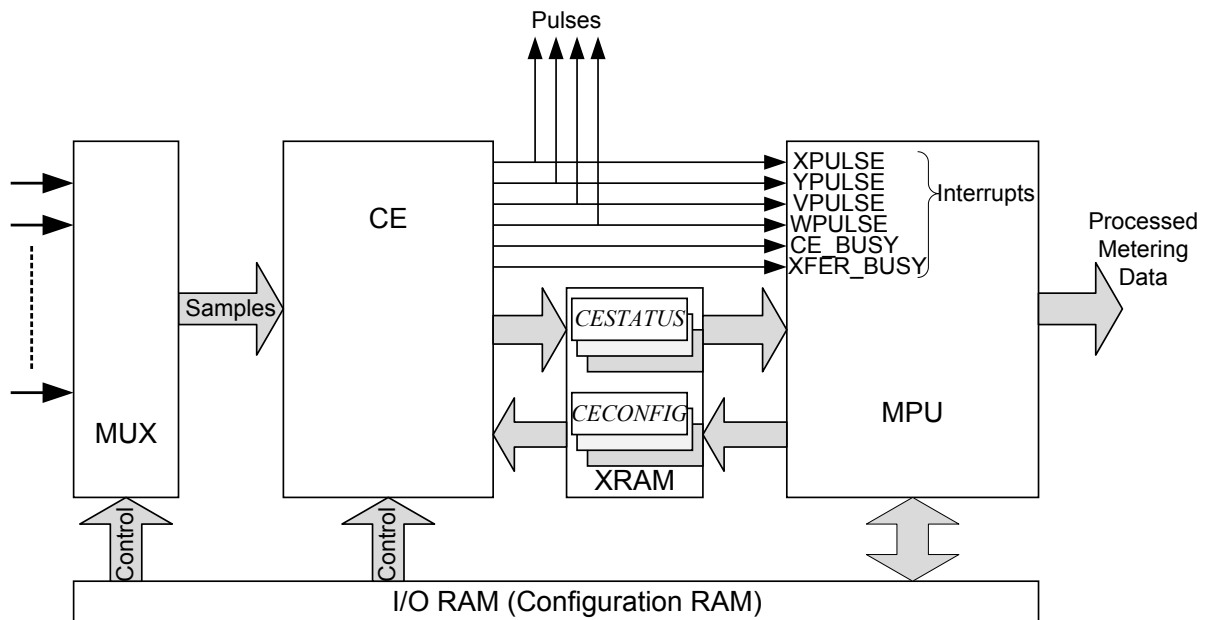 Pulses
XPULSE
YPULSE
VPULSE
WPULSE
CE_BUSY
XFER_BUSY
Interrupts
CE
Processed
Metering
Data
Samples
CESTATUS
CECONFIG
XRAM
MUX
MPU
Control
Control
I/O RAM (Configuration RAM)